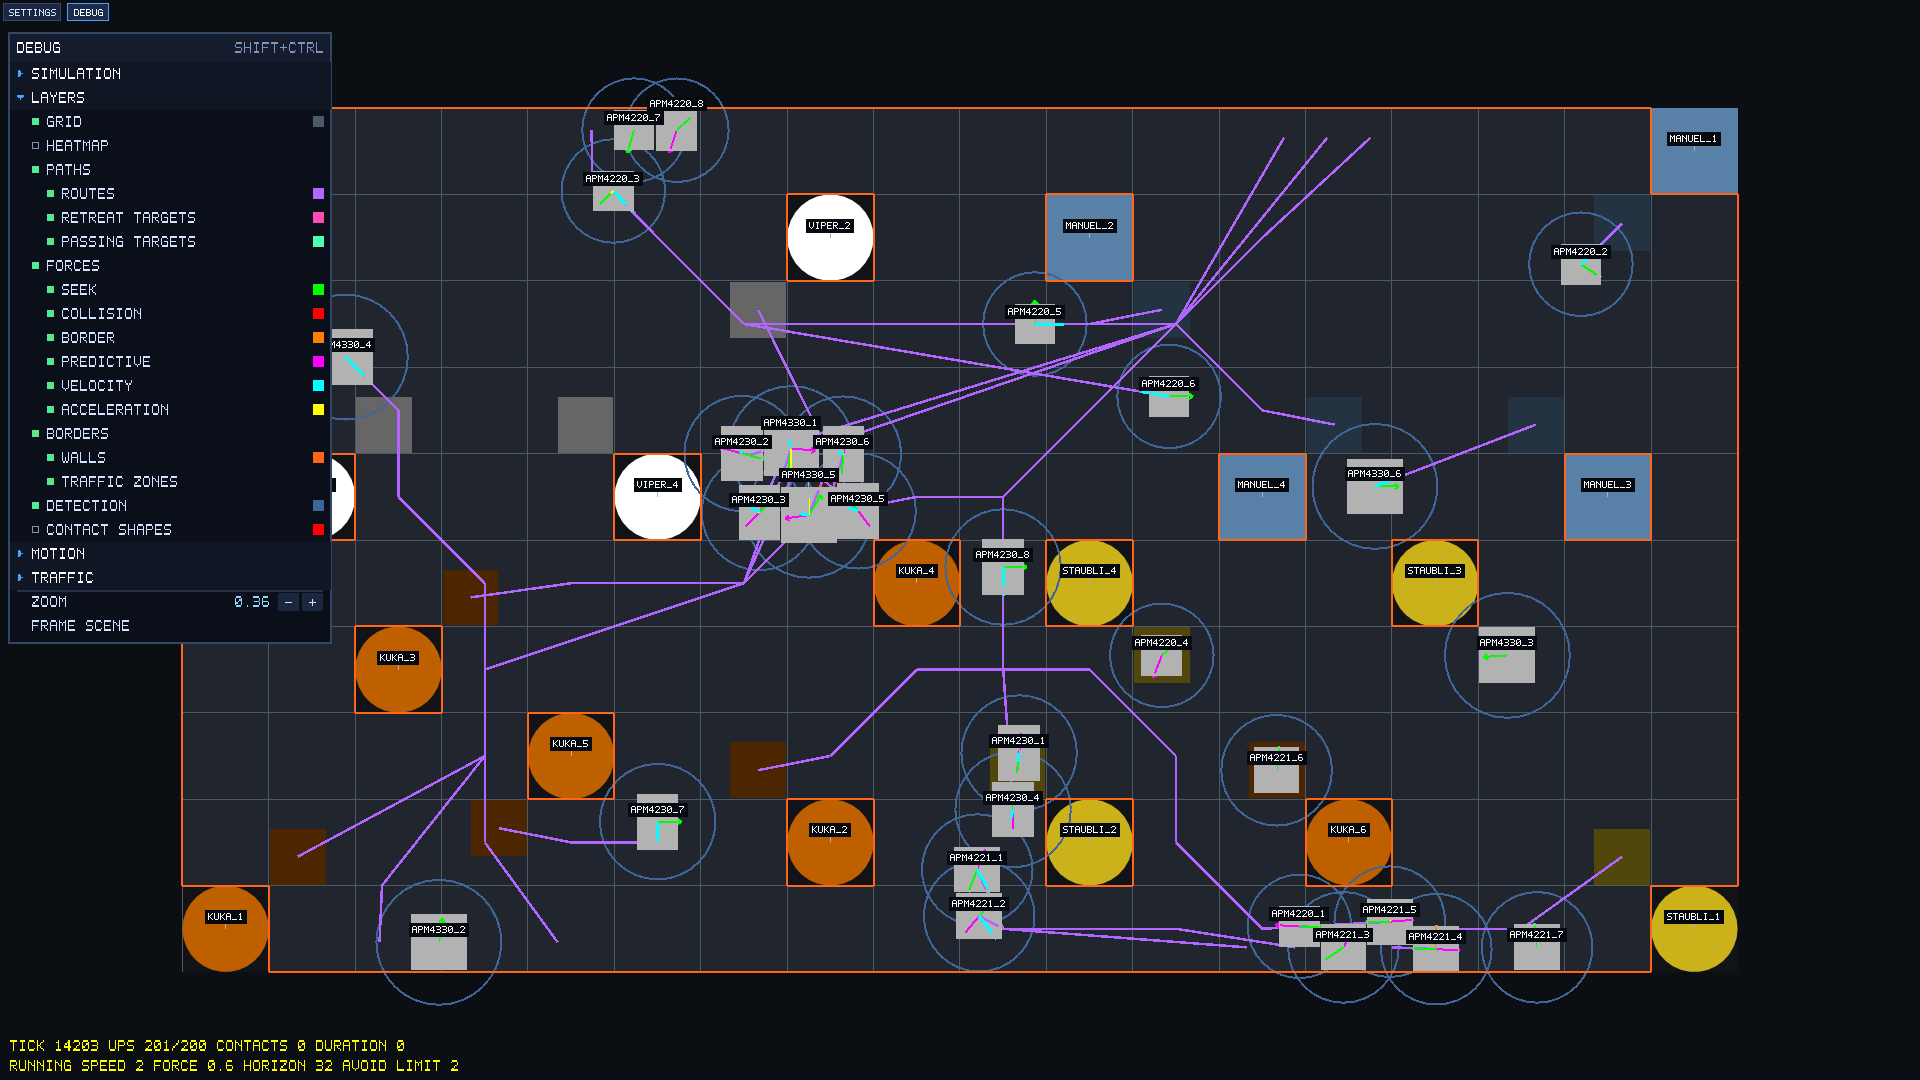 SETTINGS DEBUG
DEBUG SHIFT+CTRL
SIMULATION
LAYERS
GRID
HEATMAP
PATHS
ROUTES
RETREAT TARGETS
PASSING TARGETS
FORCES
SEEK
COLLISION
BORDER
PREDICTIVE
VELOCITY
ACCELERATION
BORDERS
WALLS
TRAFFIC ZONES
DETECTION
CONTACT SHAPES
MOTION
TRAFFIC
ZOOM 0.36 - +
FRAME SCENE
APM4220_8
APM4220_7
MANUEL_1
APM4220_3
VIPER_2
MANUEL_2
APM4220_2
APM4220_5
M4330_4
APM4220_6
APM4330_1
APM4230_2
APM4230_6
APM4330_5
VIPER_4
APM4230_3
APM4230_5
MANUEL_4
APM4330_6
MANUEL_3
APM4230_8
KUKA_4
STAUBLI_4
STAUBLI_3
KUKA_3
APM4220_4
APM4330_3
KUKA_5
APM4230_1
APM4221_6
APM4230_4
APM4230_7
KUKA_2
STAUBLI_2
KUKA_6
APM4221_1
APM4221_2
KUKA_1
APM4330_2
APM4220_1
APM4221_5
APM4221_3
APM4221_4
APM4221_7
STAUBLI_1
TICK 14203 UPS 201/200 CONTACTS 0 DURATION 0
RUNNING SPEED 2 FORCE 0.6 HORIZON 32 AVOID LIMIT 2